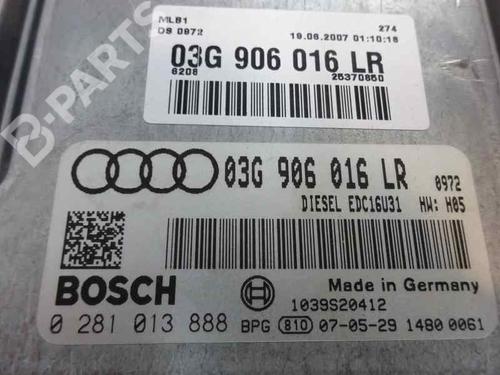 MLB1 274
DS 0972 19.06.2007 01:10:16
03G 906 016 LR
6208 25370850
B-PARTS
03G 906 016 LR 0972
DIESEL EDC16U31 HW: H05
BOSCH Made in Germany
1039S20412
0 281 013 888 BPG 810 07-05-29 1480 0061